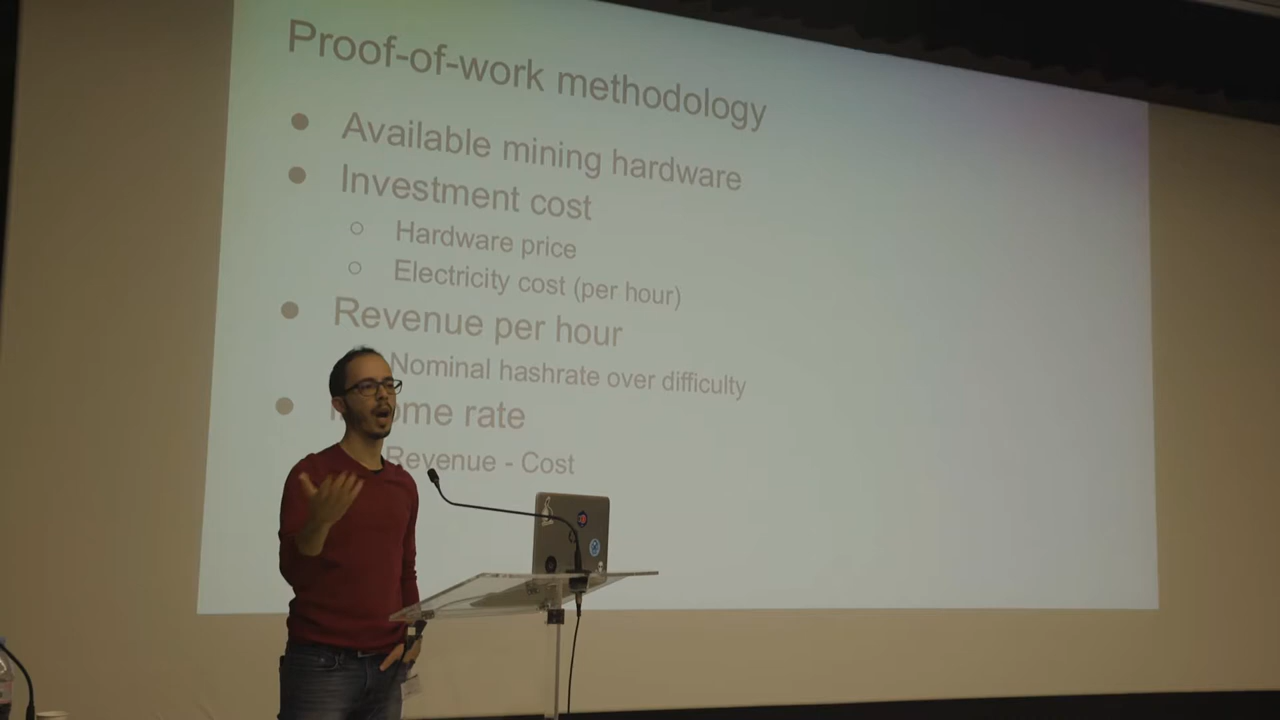 Proof-of-work methodology
● Available mining hardware
● Investment cost
○ Hardware price
○ Electricity cost (per hour)
● Revenue per hour
Nominal hashrate over difficulty
● rate
Revenue - Cost